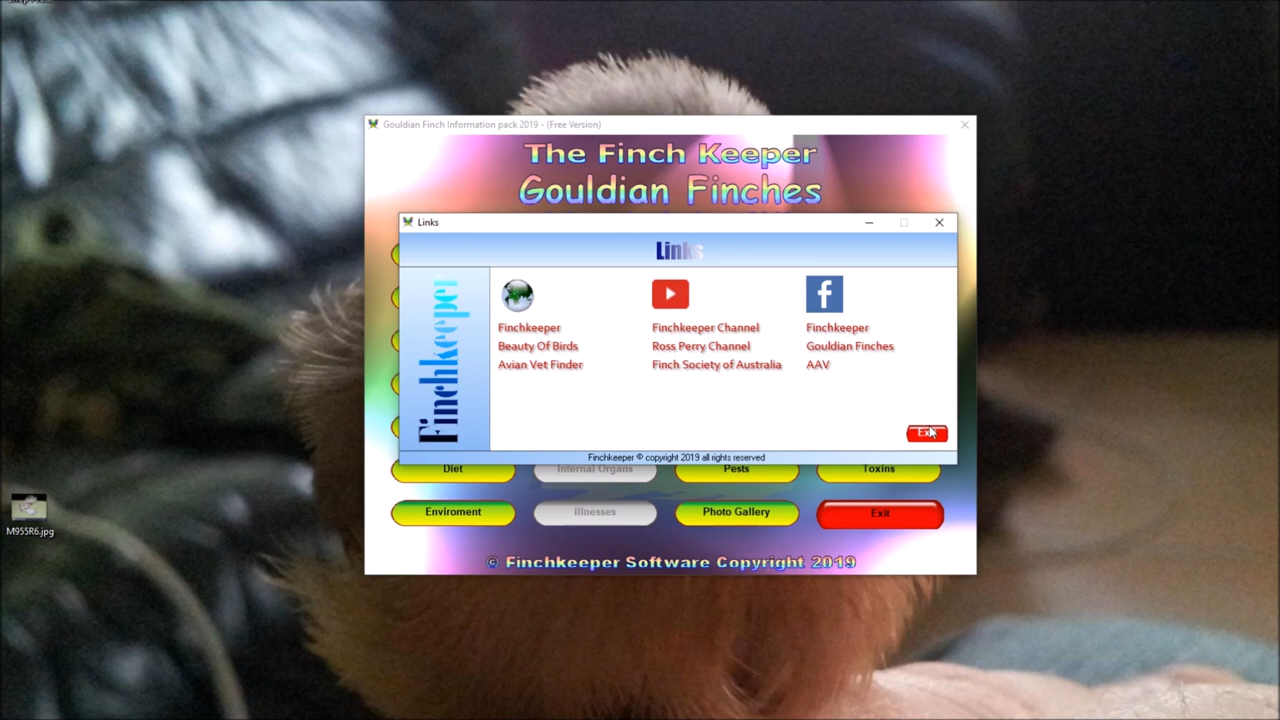 Gouldian Finch Information pack 2019 - (Free Version)
The Finch Keeper
Gouldian Finches
Links
Links
Finchkeeper
Finchkeeper
Beauty Of Birds
Avian Vet Finder
Finchkeeper Channel
Ross Perry Channel
Finch Society of Australia
Finchkeeper
Gouldian Finches
AAV
Finchkeeper © copyright 2019 all rights reserved
Diet
Internal Organs
Pests
Toxins
Enviroment
Illnesses
Photo Gallery
Exit
© Finchkeeper Software Copyright 2019
M955R6.jpg